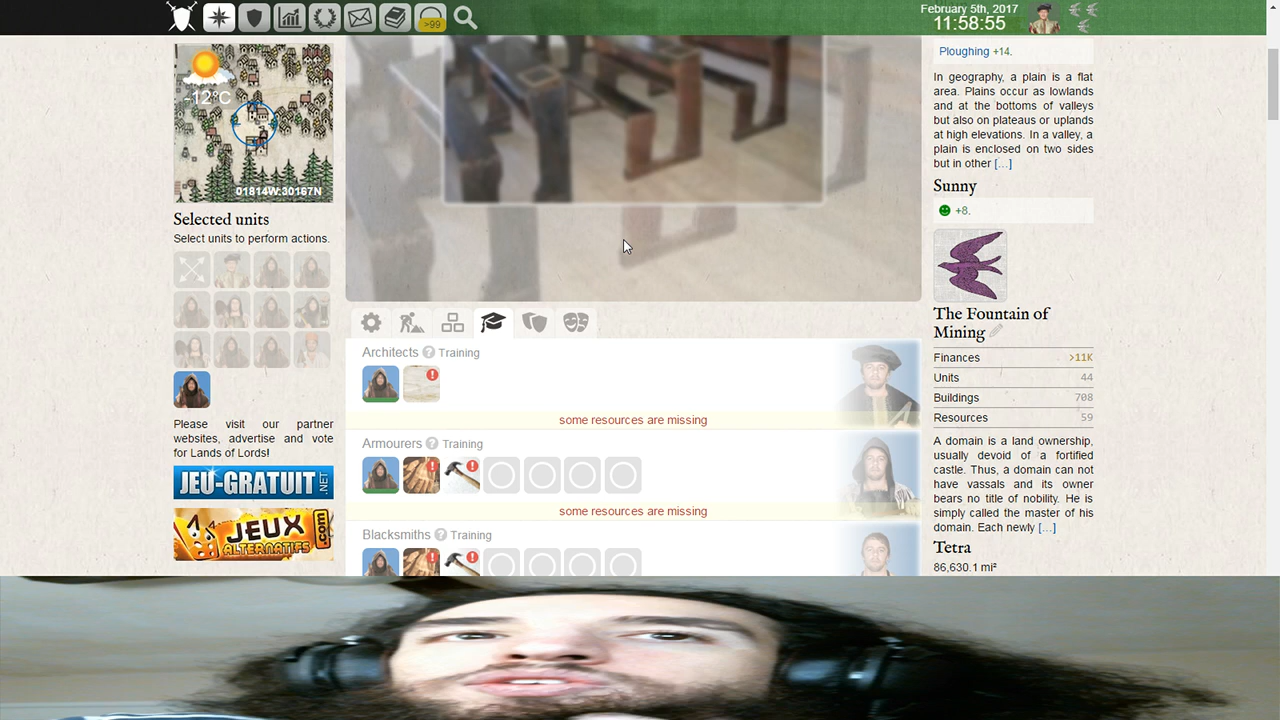 >99
February 5th, 2017
11:58:55
-12°C
01814W:30167N
Selected units
Select units to perform actions.
Please visit our partner
websites, advertise and vote
for Lands of Lords!
JEU-GRATUIT.NET
JEUX
ALTERNATIFS.com
Architects ? Training
!
some resources are missing
Armourers ? Training
! !
some resources are missing
Blacksmiths ? Training
! !
Ploughing +14.
In geography, a plain is a flat
area. Plains occur as lowlands
and at the bottoms of valleys
but also on plateaus or uplands
at high elevations. In a valley, a
plain is enclosed on two sides
but in other [...]
Sunny
+8.
The Fountain of
Mining
Finances >11K
Units 44
Buildings 708
Resources 59
A domain is a land ownership,
usually devoid of a fortified
castle. Thus, a domain can not
have vassals and its owner
bears no title of nobility. He is
simply called the master of his
domain. Each newly [...]
Tetra
86,630.1 mi²